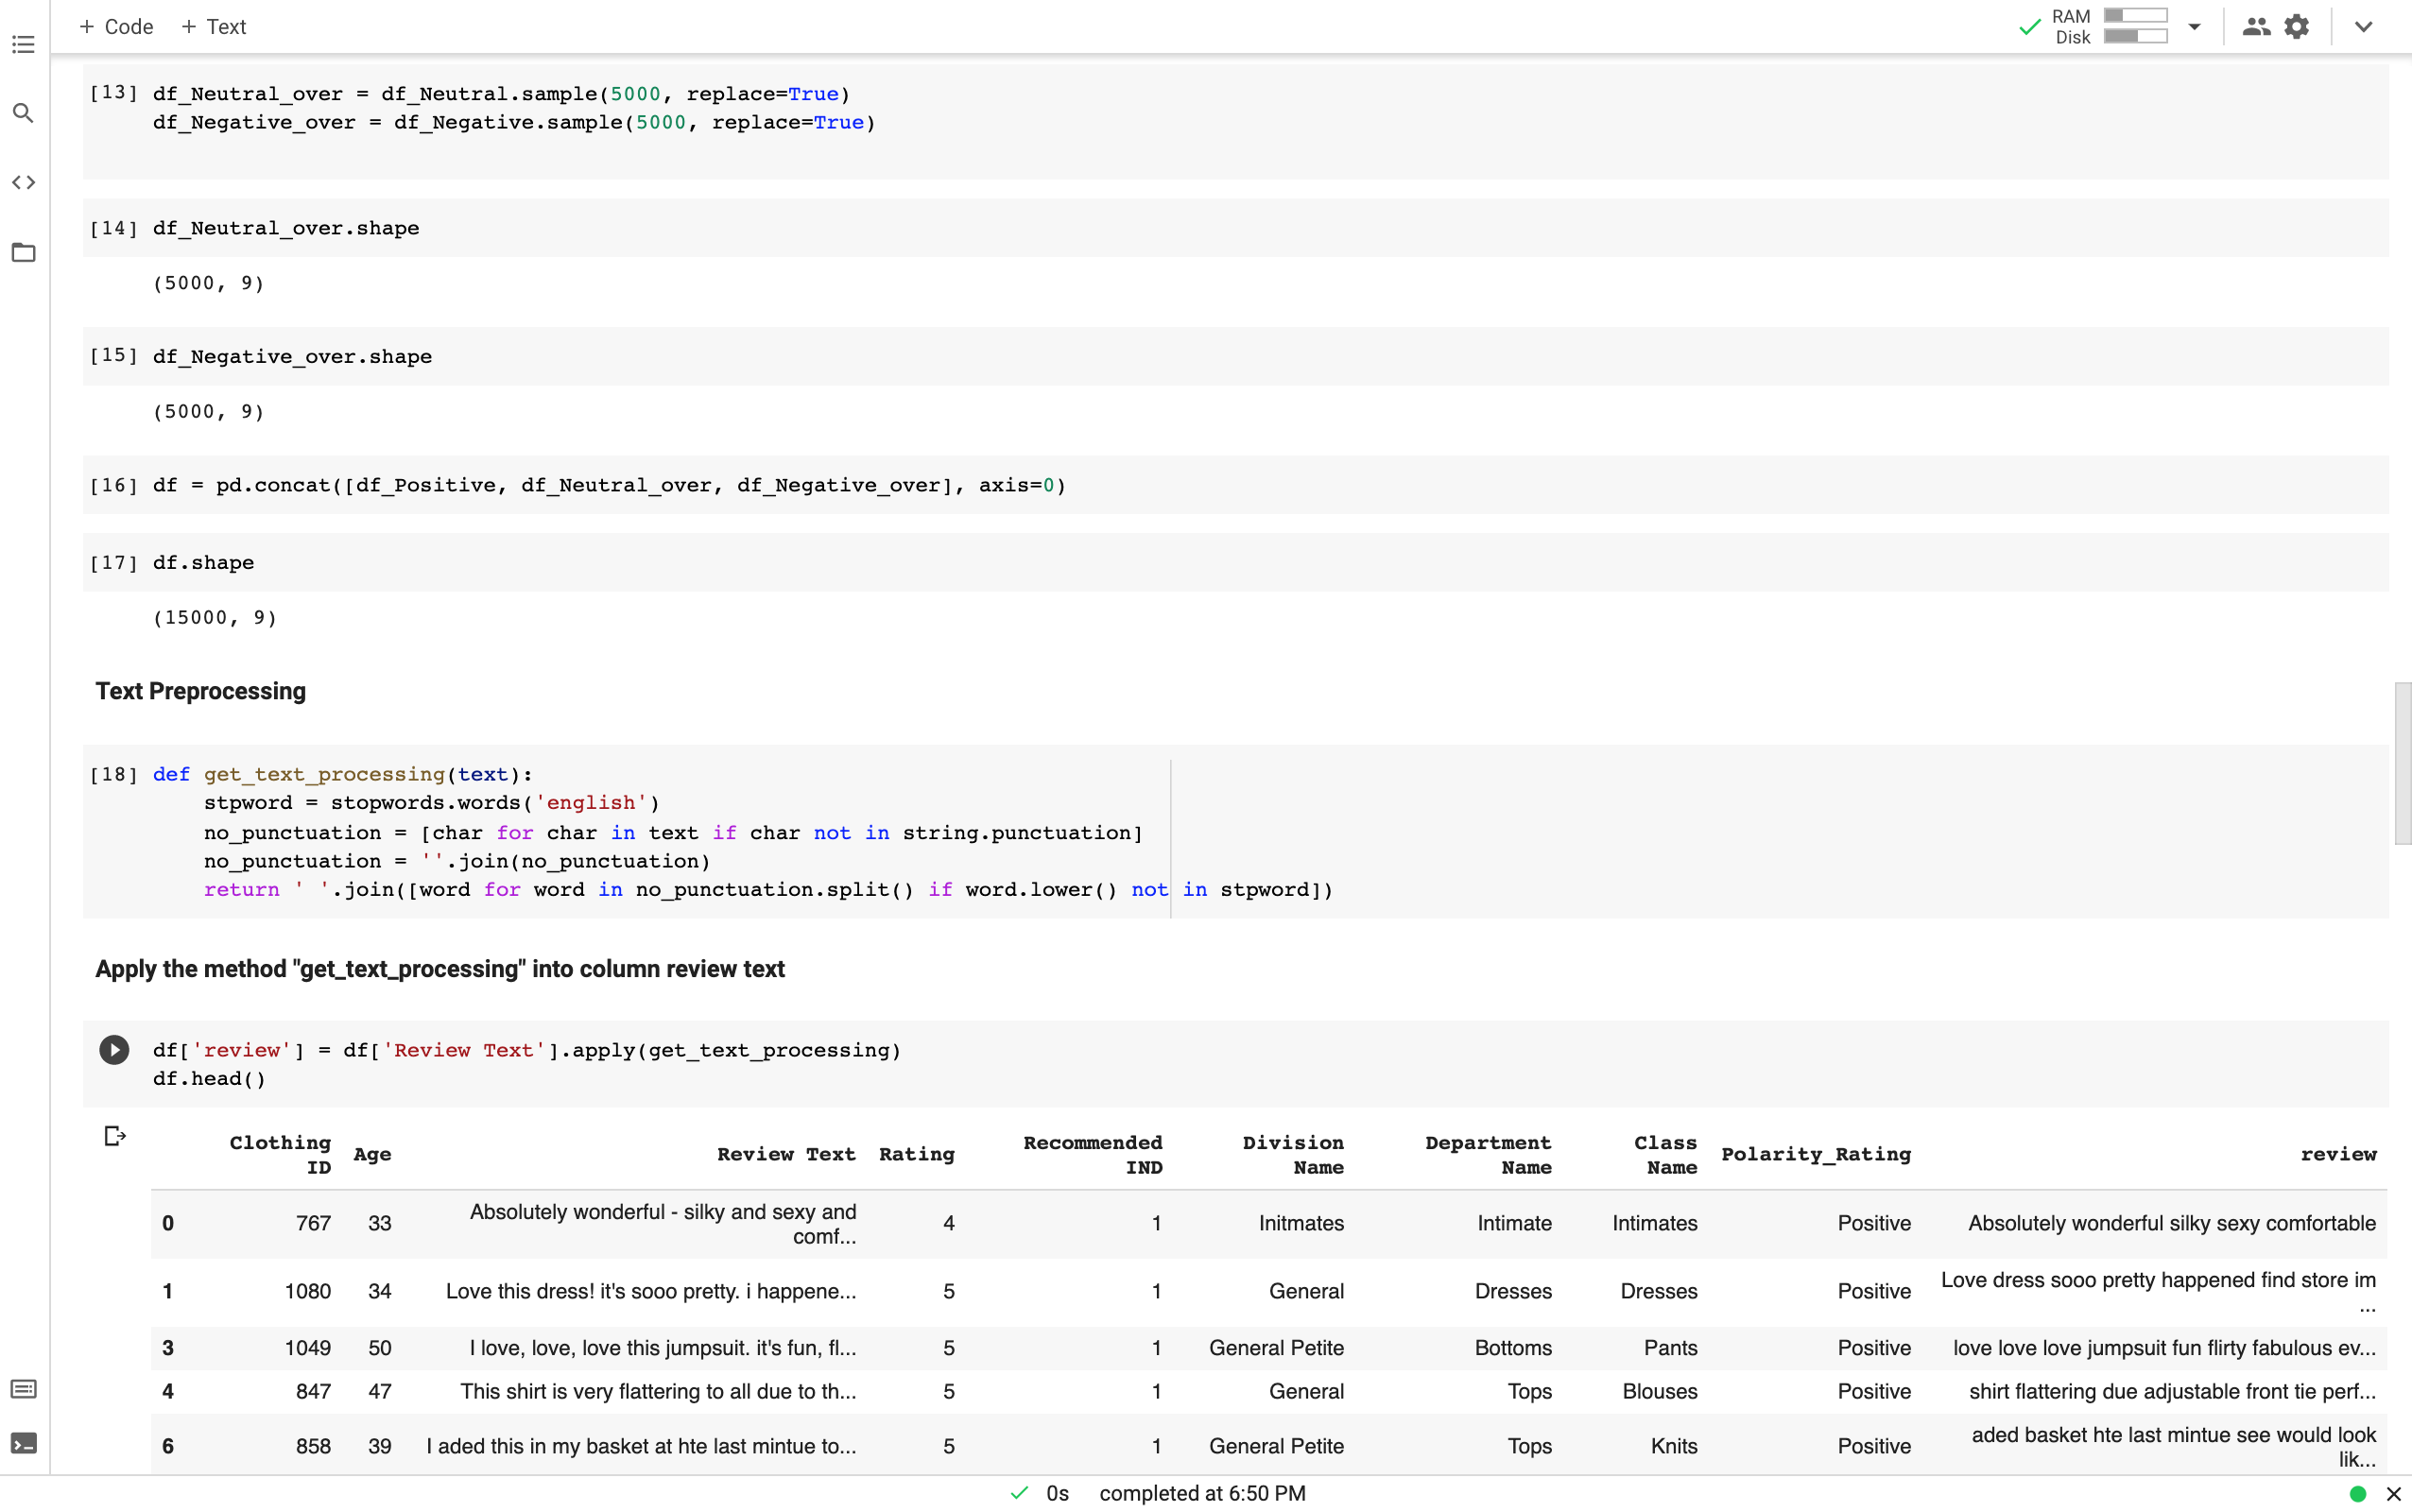 + Code + Text
RAM
Disk
[13] df_Neutral_over = df_Neutral.sample(5000, replace=True)
df_Negative_over = df_Negative.sample(5000, replace=True)
[14] df_Neutral_over.shape
(5000, 9)
[15] df_Negative_over.shape
(5000, 9)
[16] df = pd.concat([df_Positive, df_Neutral_over, df_Negative_over], axis=0)
[17] df.shape
(15000, 9)
Text Preprocessing
[18] def get_text_processing(text):
stpword = stopwords.words('english')
no_punctuation = [char for char in text if char not in string.punctuation]
no_punctuation = ''.join(no_punctuation)
return ' '.join([word for word in no_punctuation.split() if word.lower() not in stpword])
Apply the method "get_text_processing" into column review text
df['review'] = df['Review Text'].apply(get_text_processing)
df.head()
Clothing ID Age Review Text Rating Recommended IND Division Name Department Name Class Name Polarity_Rating review
0 767 33 Absolutely wonderful - silky and sexy and comf... 4 1 Initmates Intimate Intimates Positive Absolutely wonderful silky sexy comfortable
1 1080 34 Love this dress! it's sooo pretty. i happene... 5 1 General Dresses Dresses Positive Love dress sooo pretty happened find store im ...
3 1049 50 I love, love, love this jumpsuit. it's fun, fl... 5 1 General Petite Bottoms Pants Positive love love love jumpsuit fun flirty fabulous ev...
4 847 47 This shirt is very flattering to all due to th... 5 1 General Tops Blouses Positive shirt flattering due adjustable front tie perf...
6 858 39 I aded this in my basket at hte last mintue to... 5 1 General Petite Tops Knits Positive aded basket hte last mintue see would look lik...
0s completed at 6:50 PM